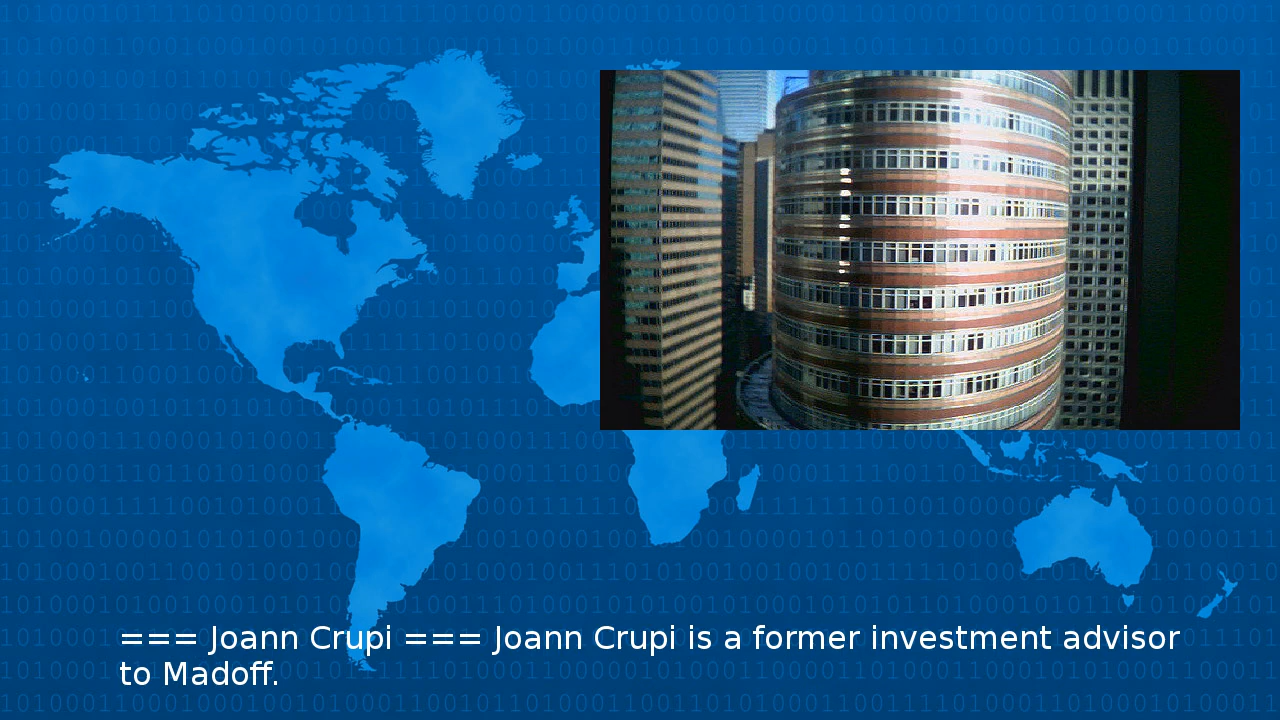 === Joann Crupi === Joann Crupi is a former investment advisor
to Madoff.